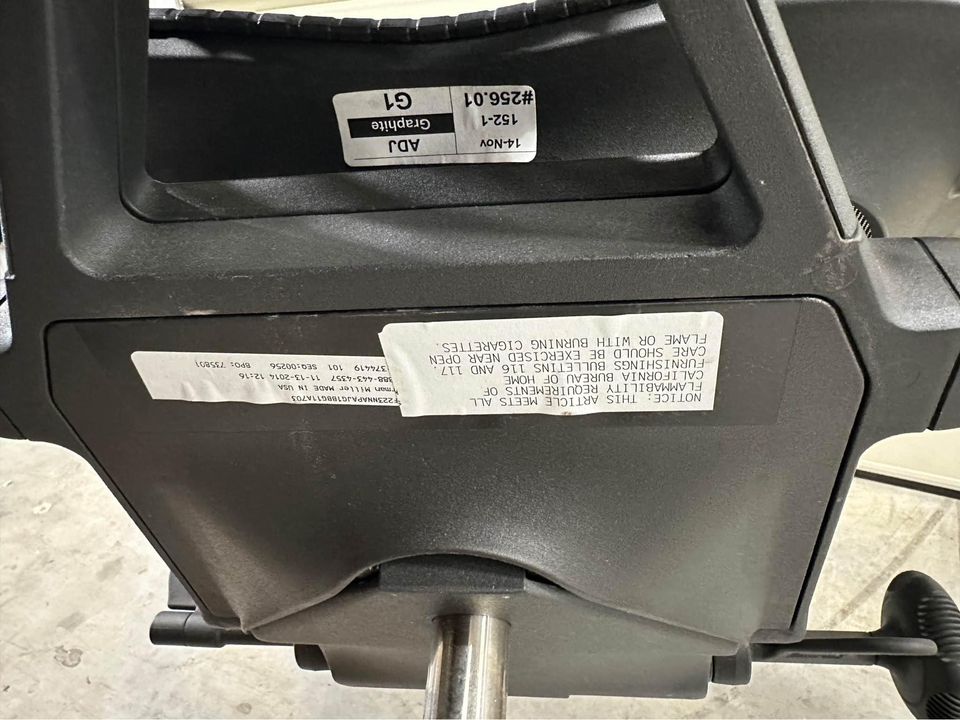 NOTICE: THIS ARTICLE MEETS ALL
FLAMMABILITY REQUIREMENTS OF
CALIFORNIA BUREAU OF HOME
FURNISHINGS BULLETINS 116 AND 117.
CARE SHOULD BE EXERCISED NEAR OPEN
FLAME OR WITH BURNING CIGARETTES.
Miller MADE IN USA
888-443-4357 11-13-2014 12:16
374419 101 SEQ:00256 BPO: 73580)
14-Nov ADJ
152-1 Graphite
#256.01 G1